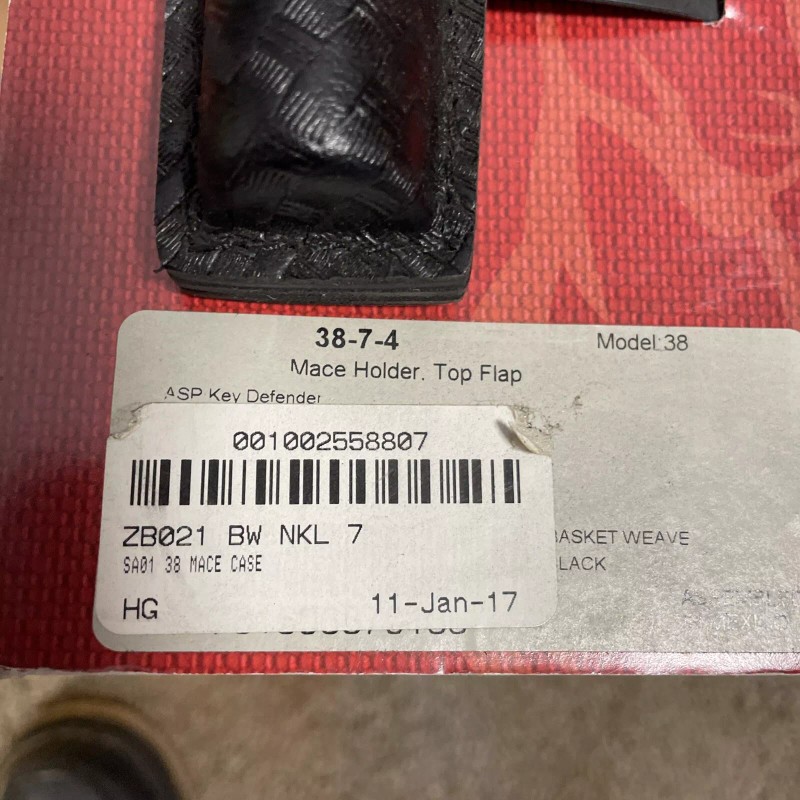 38-7-4
Model:38
Mace Holder. Top Flap
ASP Key Defender
001002558807
ZB021 BW NKL 7
BASKET WEAVE
SA01 38 MACE CASE
BLACK
HG
11-Jan-17